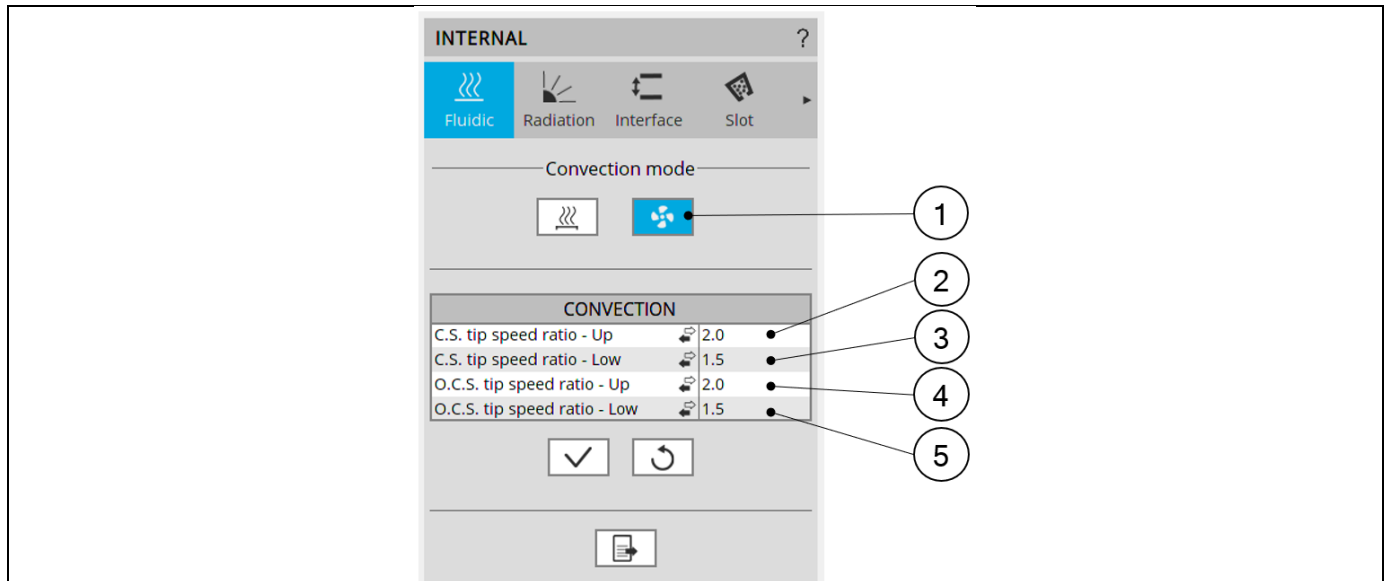 INTERNAL ?
Fluidic Radiation Interface Slot
Convection mode
1
2
CONVECTION
C.S. tip speed ratio - Up 2.0
3
C.S. tip speed ratio - Low 1.5
O.C.S. tip speed ratio - Up 2.0
4
O.C.S. tip speed ratio - Low 1.5
5